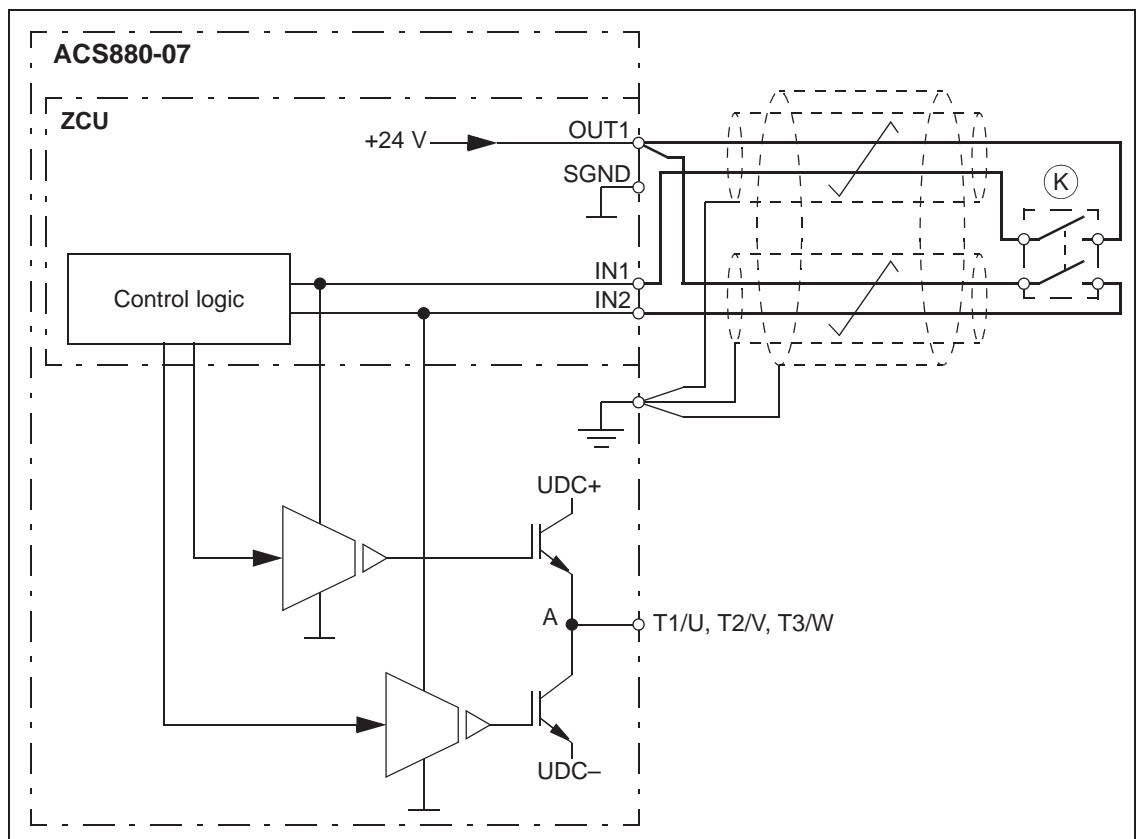 ACS880-07
ZCU
+24 V
OUT1
SGND
K
IN1
IN2
Control logic
UDC+
A
T1/U, T2/V, T3/W
UDC–